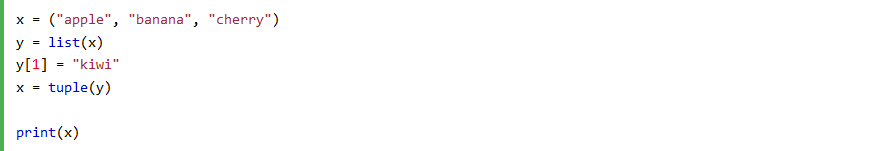 x = ("apple", "banana", "cherry")
y = list(x)
y[1] = "kiwi"
x = tuple(y)
print(x)